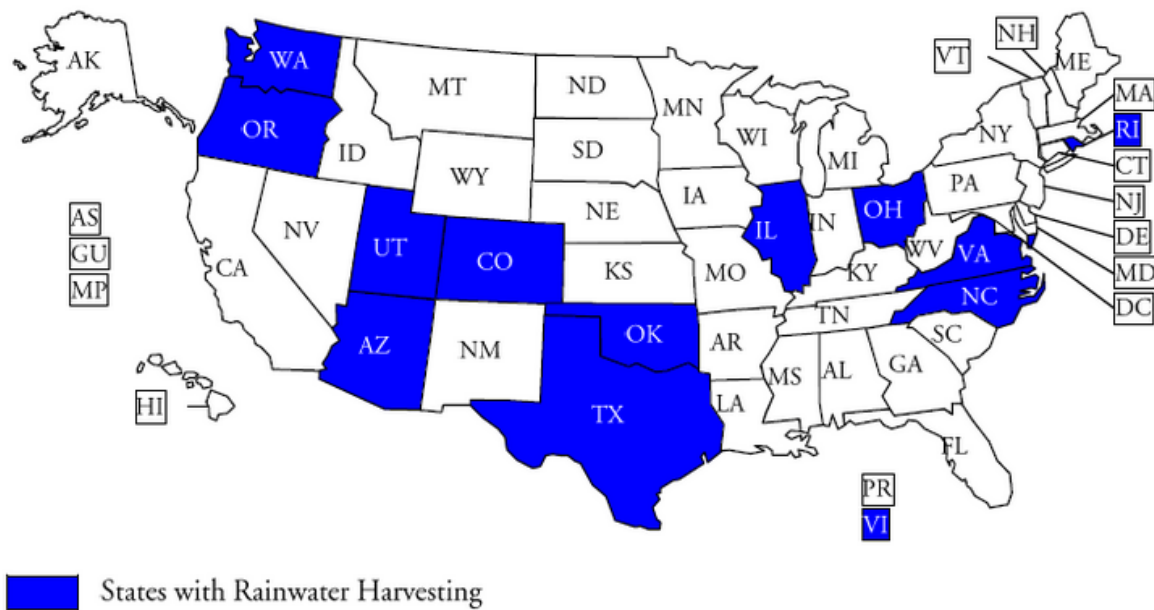 AK
WA
MT
ND
MN
VT
NH
ME
MA
RI
CT
NJ
DE
MD
DC
OR
ID
WY
SD
WI
MI
NY
PA
IA
NE
IL
IN
OH
WV
VA
AS
GU
MP
CA
NV
UT
CO
KS
MO
KY
NC
TN
SC
AZ
NM
OK
AR
MS
AL
GA
LA
TX
FL
HI
PR
VI
States with Rainwater Harvesting